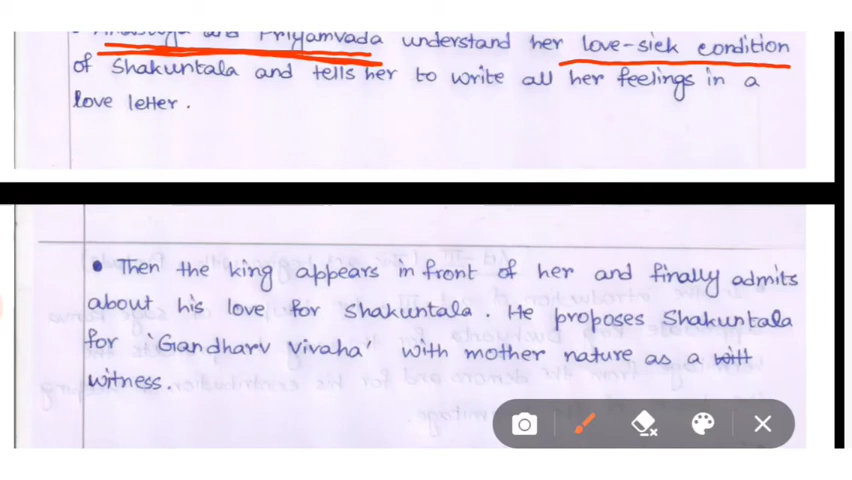 • Anasuya and Priyamvada understand her love-sick condition
of Shakuntala and tells her to write all her feelings in a
love letter.
• Then the king appears in front of her and finally admits
about his love for Shakuntala. He proposes Shakuntala
for 'Gandharv Vivaha' with mother nature as a
witness.